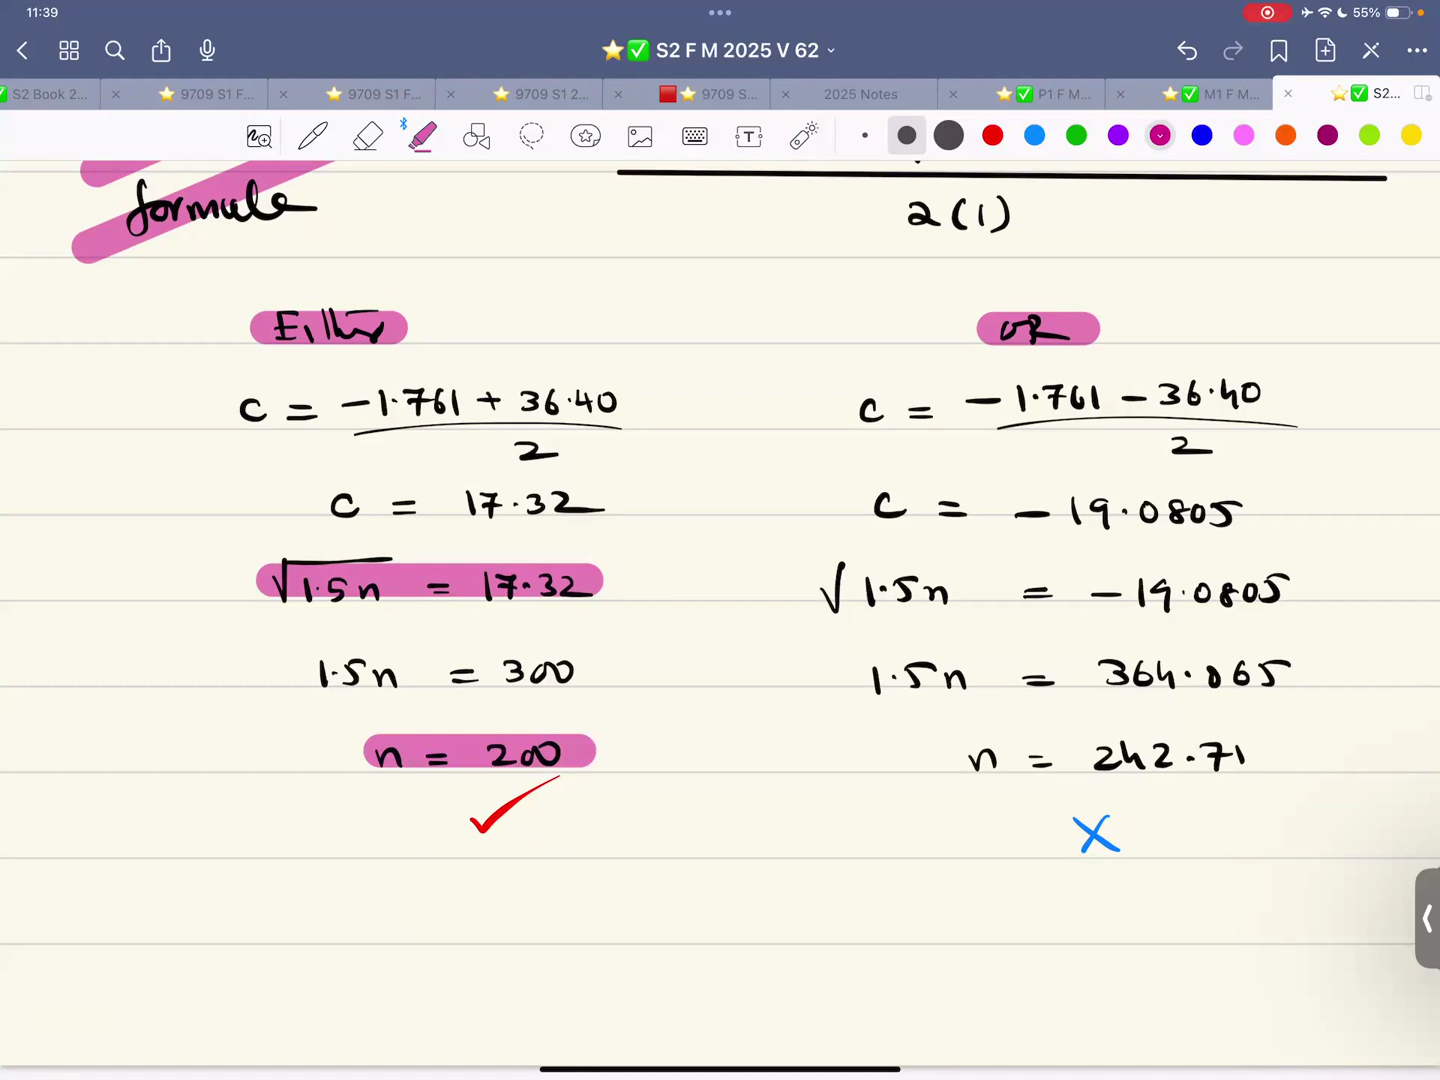 11:39
55%
S2 F M 2025 V 62
S2 Book 2...
9709 S1 F...
9709 S1 F...
9709 S1 2...
9709 S...
2025 Notes
P1 F M...
M1 F M...
S2...
formula
2(1)
Either
OR
c = -1.761 + 36.40 / 2
c = -1.761 - 36.40 / 2
c = 17.32
c = -19.0805
√1.5n = 17.32
√1.5n = -19.0805
1.5n = 300
1.5n = 364.065
n = 200
n = 242.71